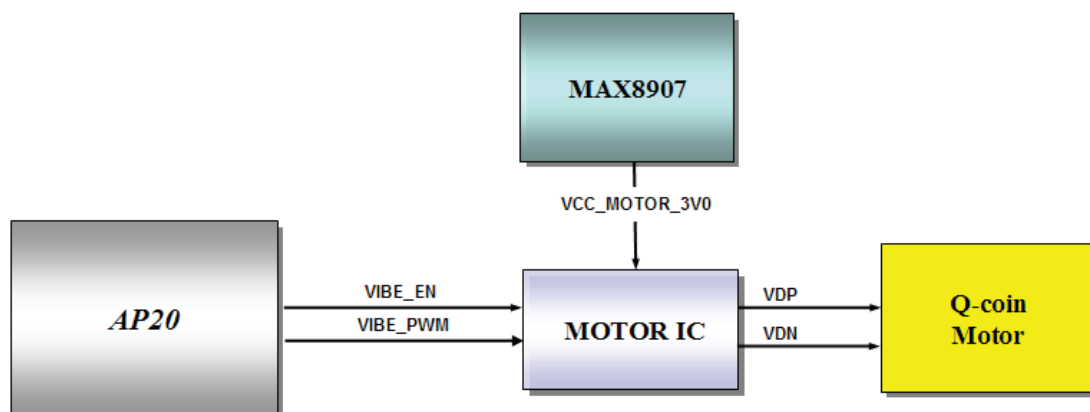 MAX8907
VCC_MOTOR_3V0
AP20
VIBE_EN
VIBE_PWM
MOTOR IC
VDP
VDN
Q-coin
Motor